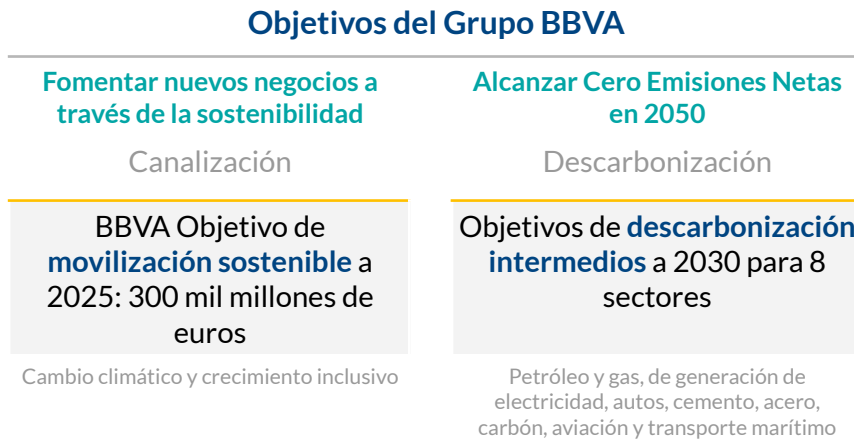 Objetivos del Grupo BBVA
Fomentar nuevos negocios a
través de la sostenibilidad
Canalización
BBVA Objetivo de
movilización sostenible a
2025: 300 mil millones de
euros
Cambio climático y crecimiento inclusivo
Alcanzar Cero Emisiones Netas
en 2050
Descarbonización
Objetivos de descarbonización
intermedios a 2030 para 8
sectores
Petróleo y gas, de generación de
electricidad, autos, cemento, acero,
carbón, aviación y transporte marítimo